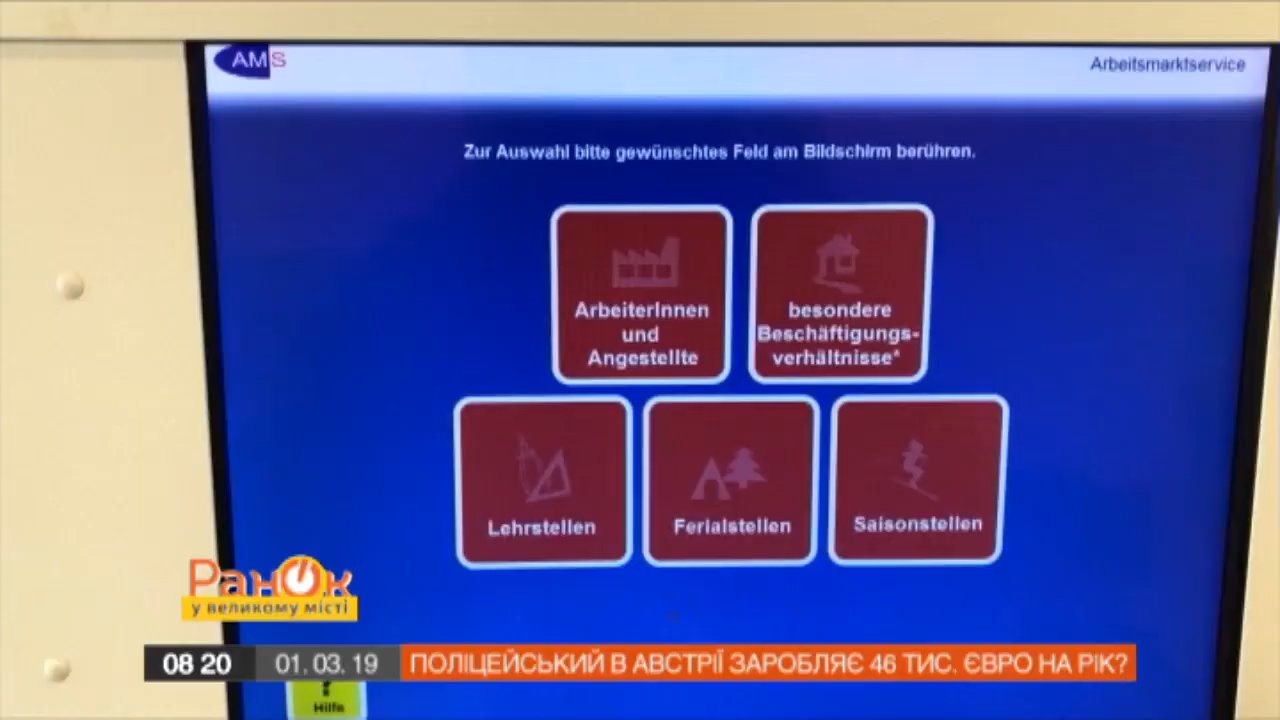 AMS
Arbeitsmarktservice
Zur Auswahl bitte gewünschtes Feld am Bildschirm berühren.
ArbeiterInnen
und
Angestellte
besondere
Beschäftigungs-
verhältnisse*
Lehrstellen
Ferialstellen
Saisonstellen
РанОк
у великому місті
08 20
01. 03. 19
ПОЛІЦЕЙСЬКИЙ В АВСТРІЇ ЗАРОБЛЯЄ 46 ТИС. ЄВРО НА РІК?
?
Hilfe